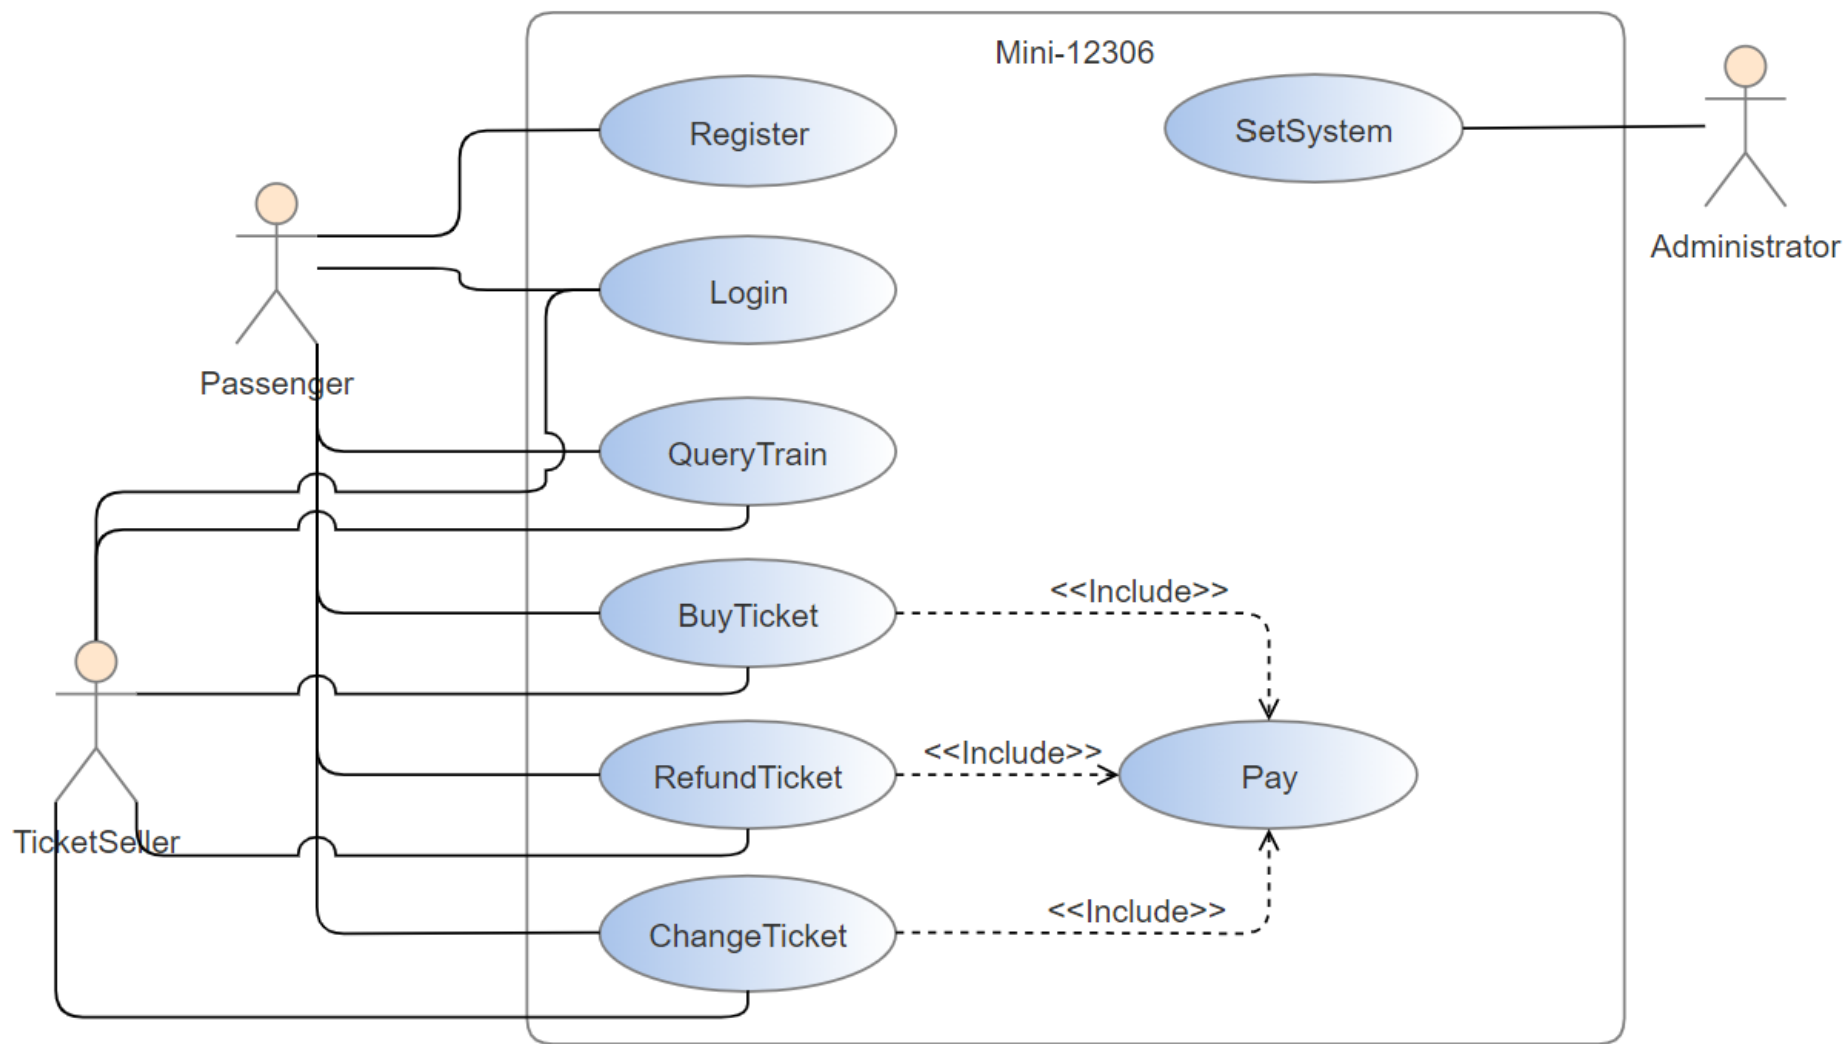 Mini-12306
Register
SetSystem
Administrator
Login
Passenger
QueryTrain
<<Include>>
BuyTicket
<<Include>>
RefundTicket
Pay
TicketSeller
<<Include>>
ChangeTicket